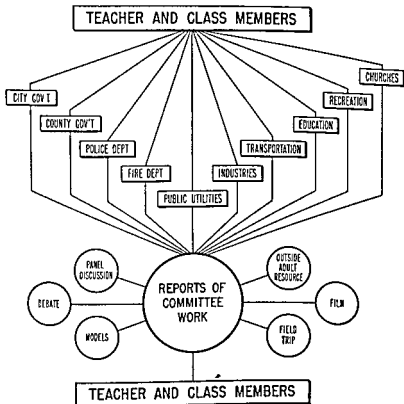 TEACHER AND CLASS MEMBERS
CHURCHES
CITY GOV'T
RECREATION
COUNTY GOV'T
EDUCATION
POLICE DEPT
TRANSPORTATION
FIRE DEPT
INDUSTRIES
PUBLIC UTILITIES
PANEL
DISCUSSION
OUTSIDE
ADULT
RESOURCE
DEBATE
REPORTS OF
COMMITTEE
WORK
FILM
MODELS
FIELD
TRIP
TEACHER AND CLASS MEMBERS